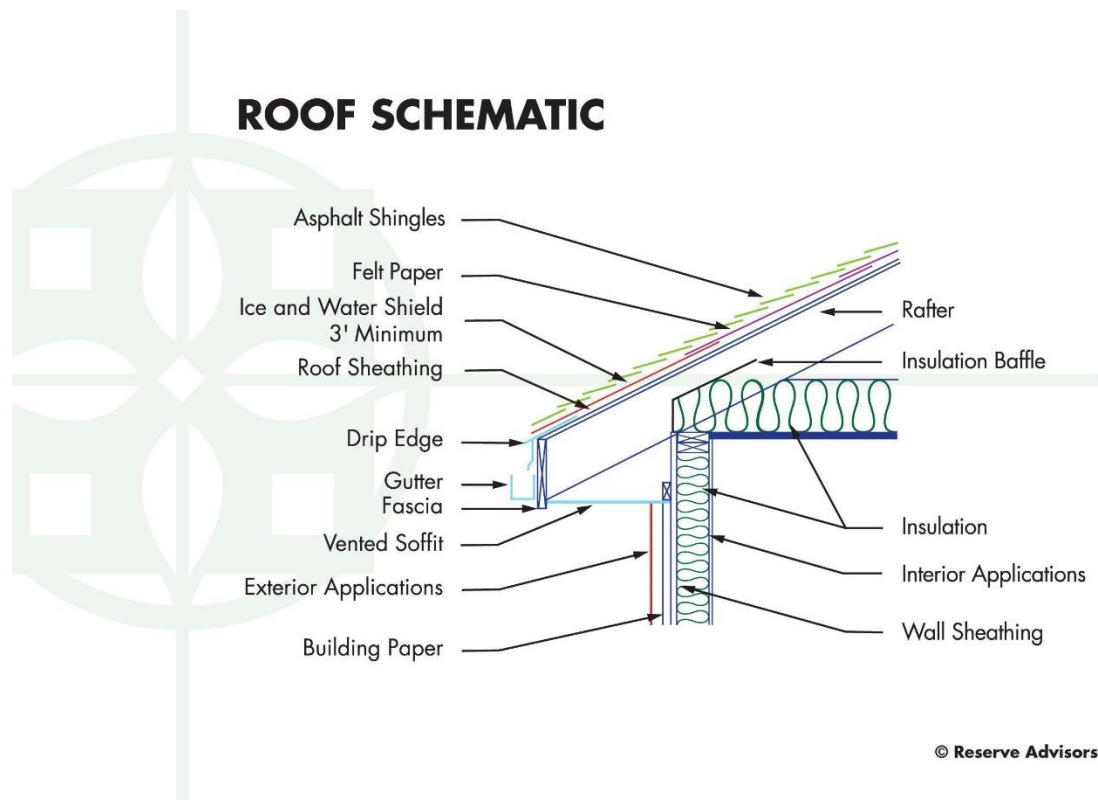 ROOF SCHEMATIC
Asphalt Shingles
Felt Paper
Ice and Water Shield
3' Minimum
Roof Sheathing
Drip Edge
Gutter
Fascia
Vented Soffit
Exterior Applications
Building Paper
Rafter
Insulation Baffle
Insulation
Interior Applications
Wall Sheathing
© Reserve Advisors